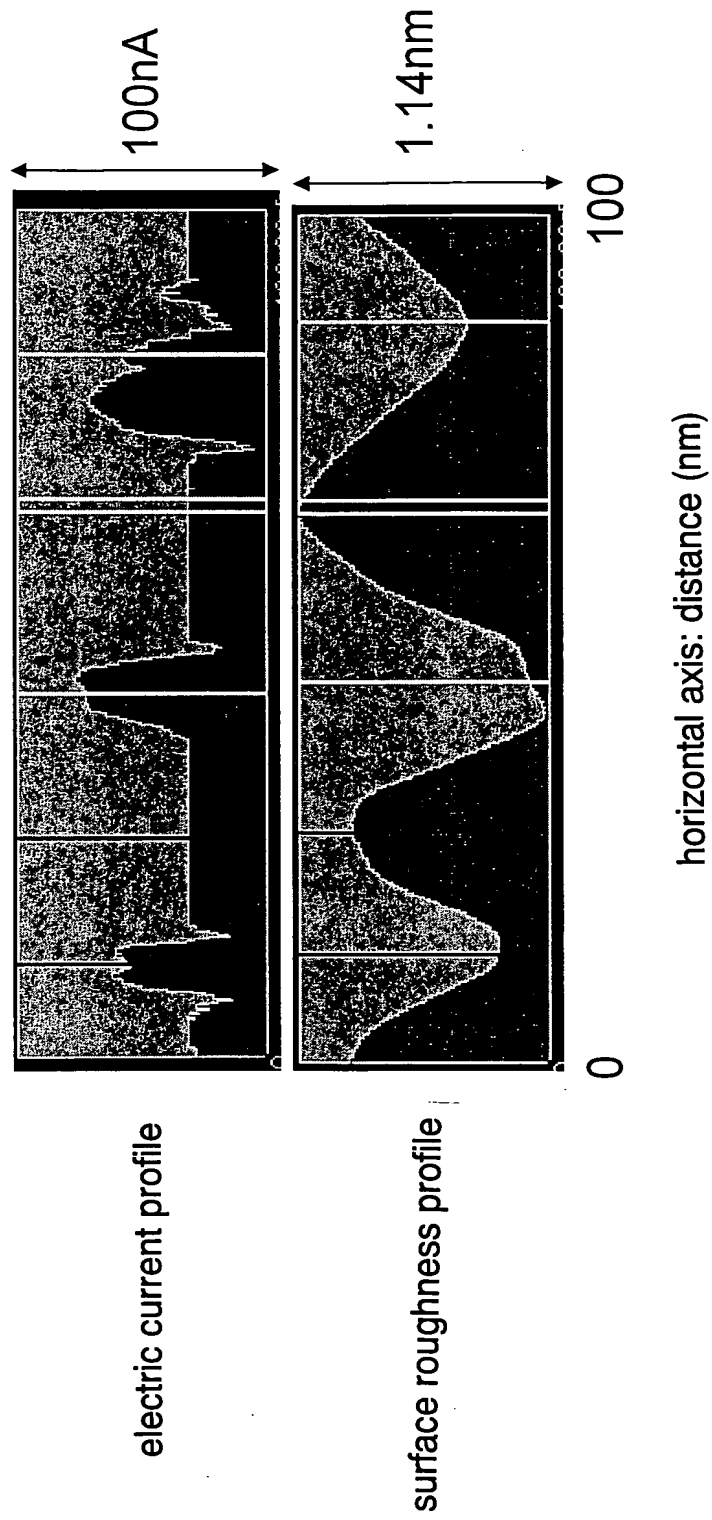 electric current profile
100nA
surface roughness profile
1.14nm
0
100
horizontal axis: distance (nm)